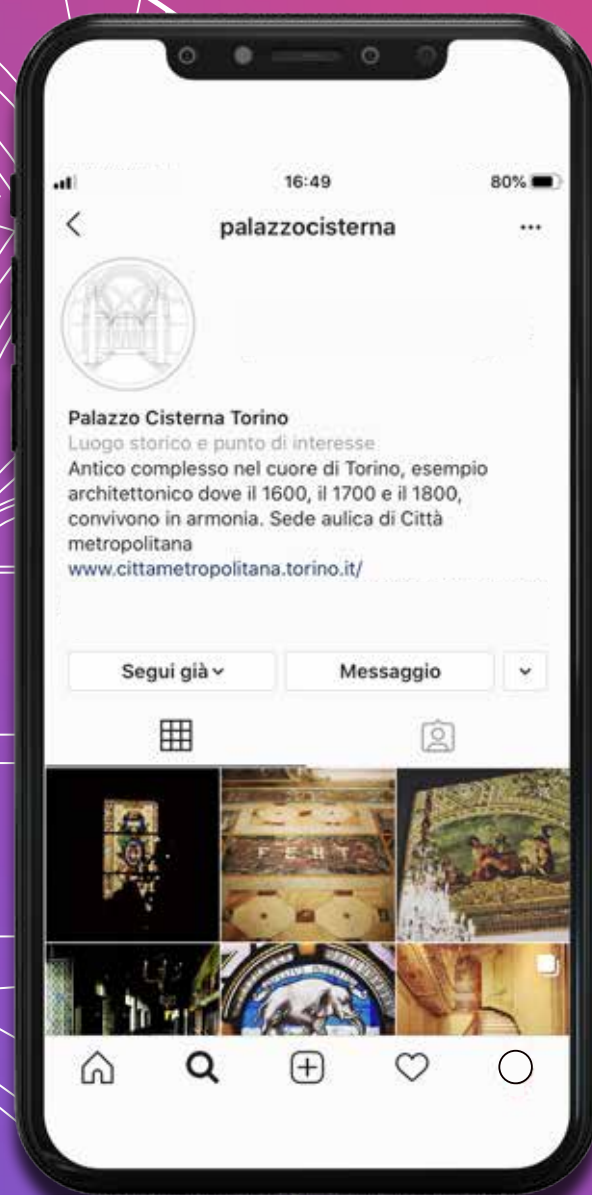 16:49
80%
palazzocisterna
Palazzo Cisterna Torino
Luogo storico e punto di interesse
Antico complesso nel cuore di Torino, esempio
architettonico dove il 1600, il 1700 e il 1800,
convivono in armonia. Sede aulica di Città
metropolitana
www.cittametropolitana.torino.it/
Segui già
Messaggio
FERT